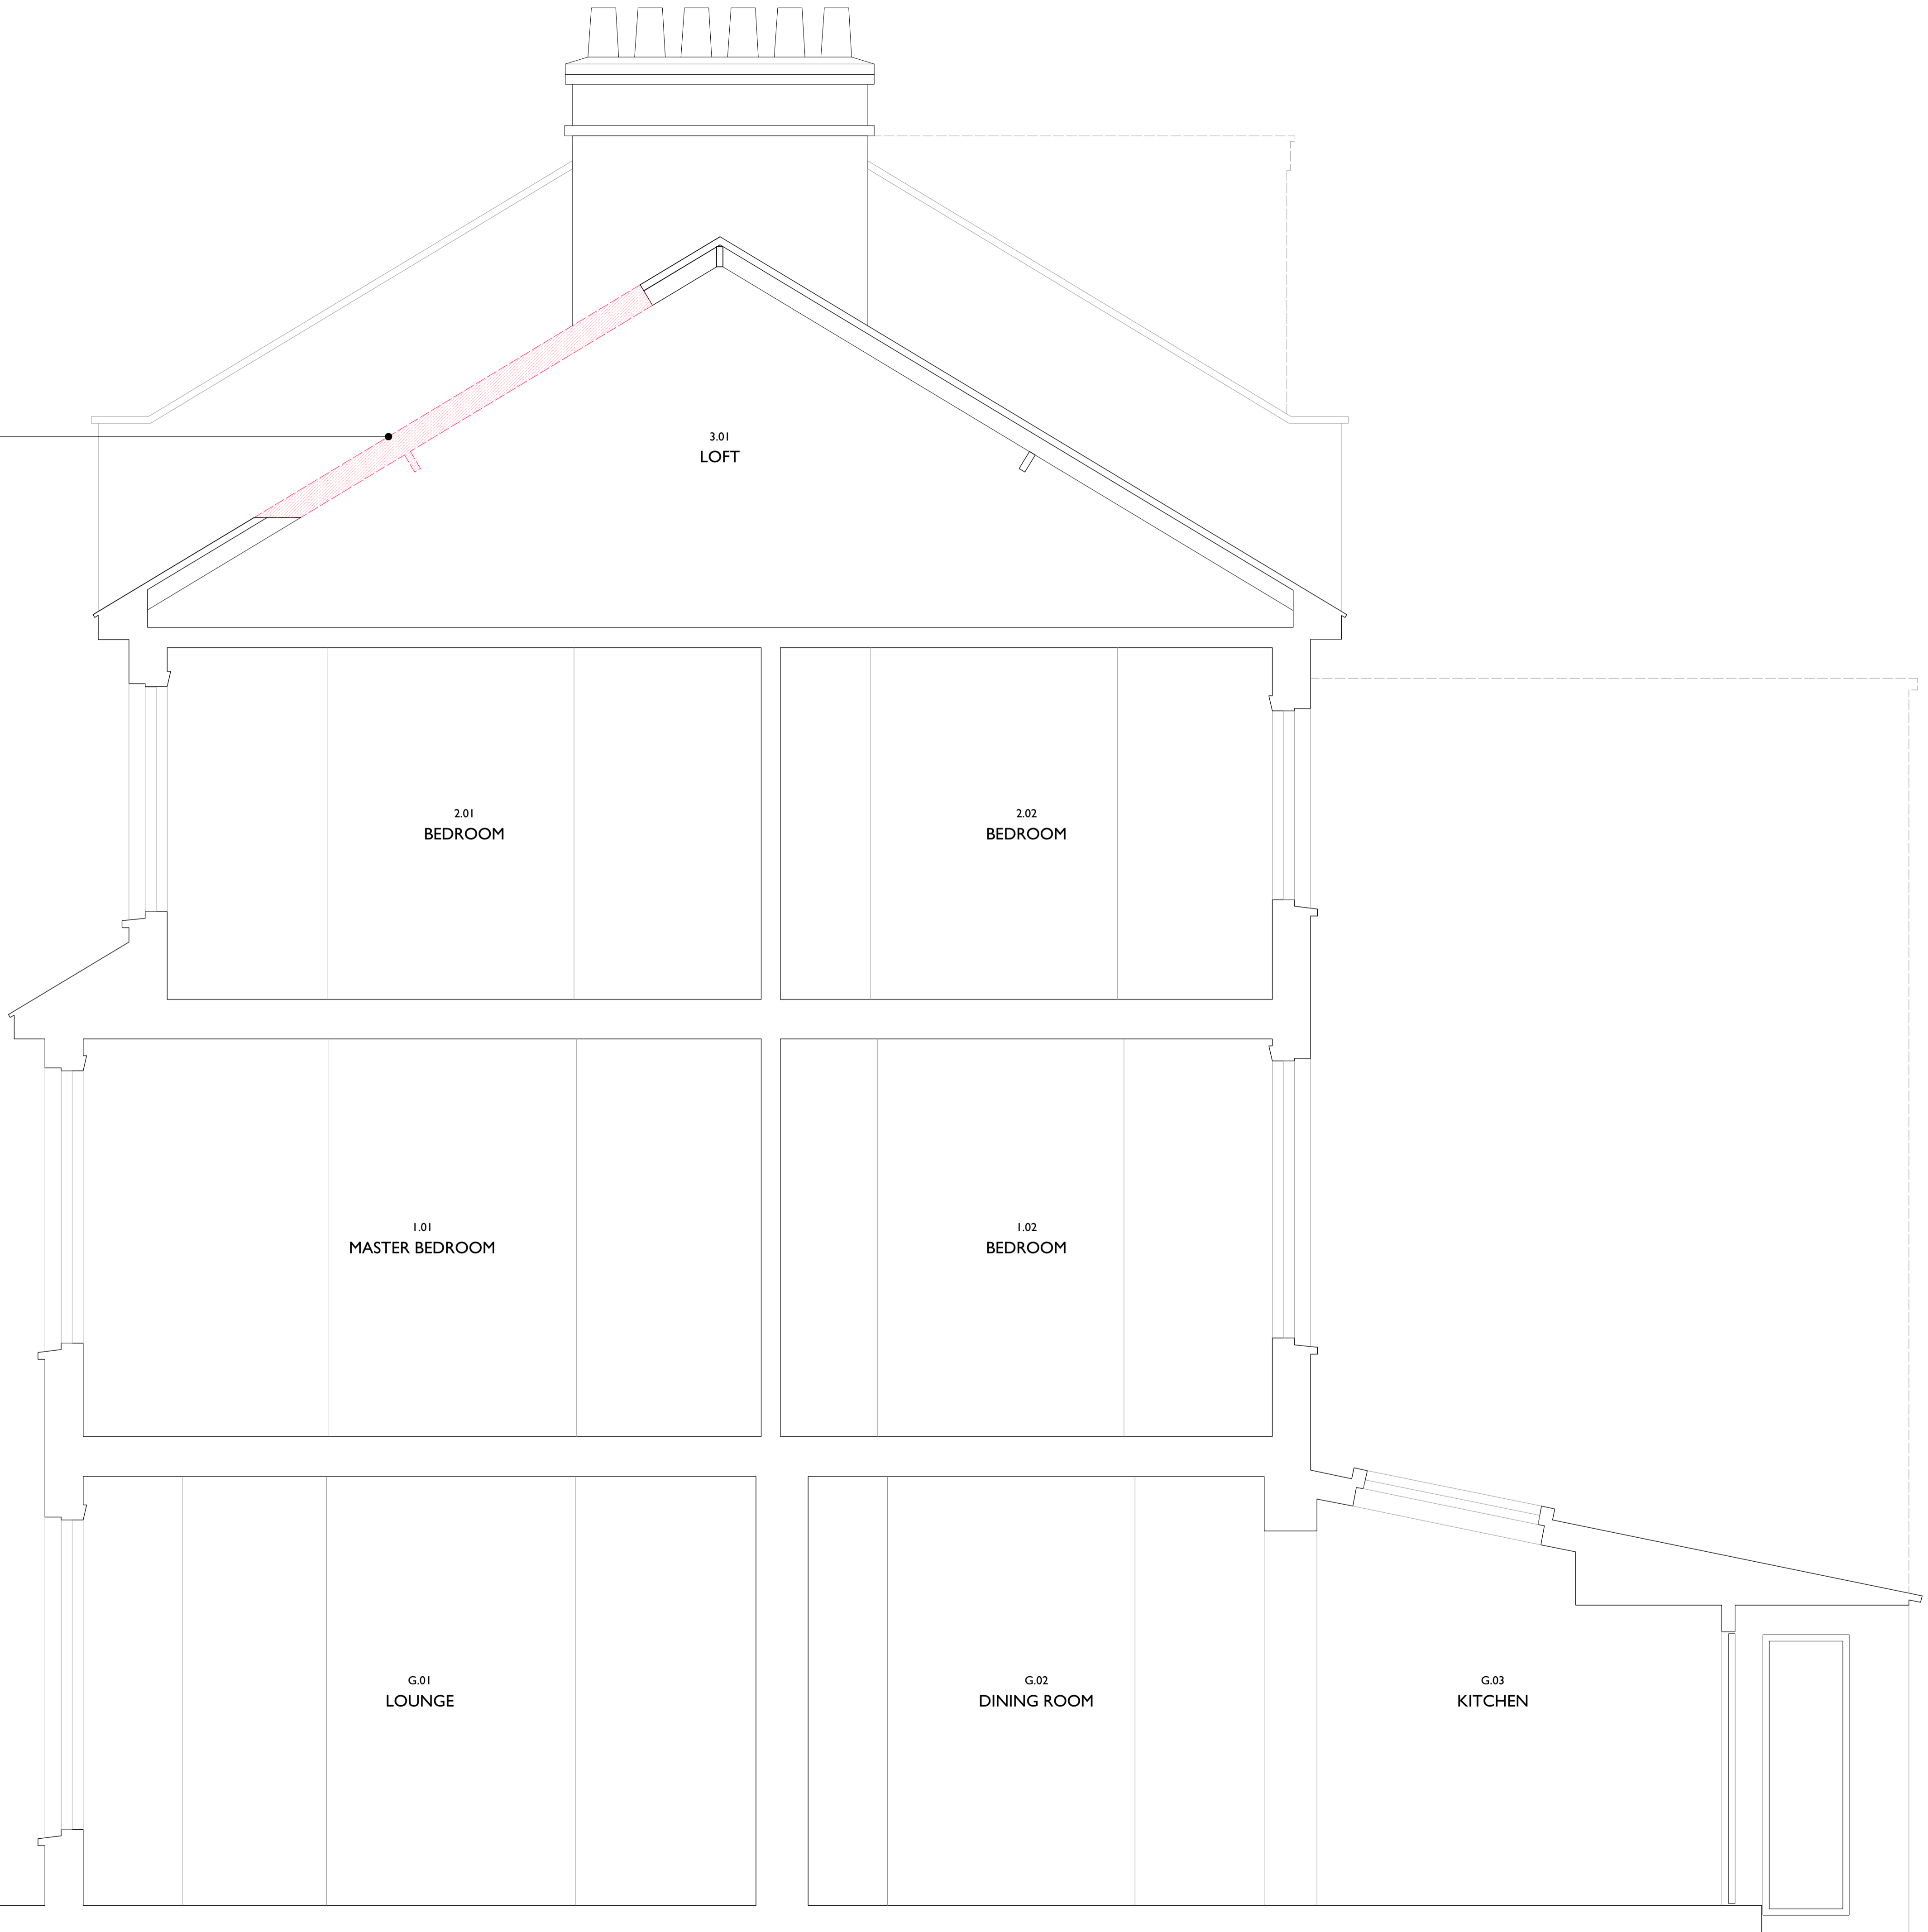 3.01
LOFT
2.01
BEDROOM
2.02
BEDROOM
1.01
MASTER BEDROOM
1.02
BEDROOM
G.01
LOUNGE
G.02
DINING ROOM
G.03
KITCHEN